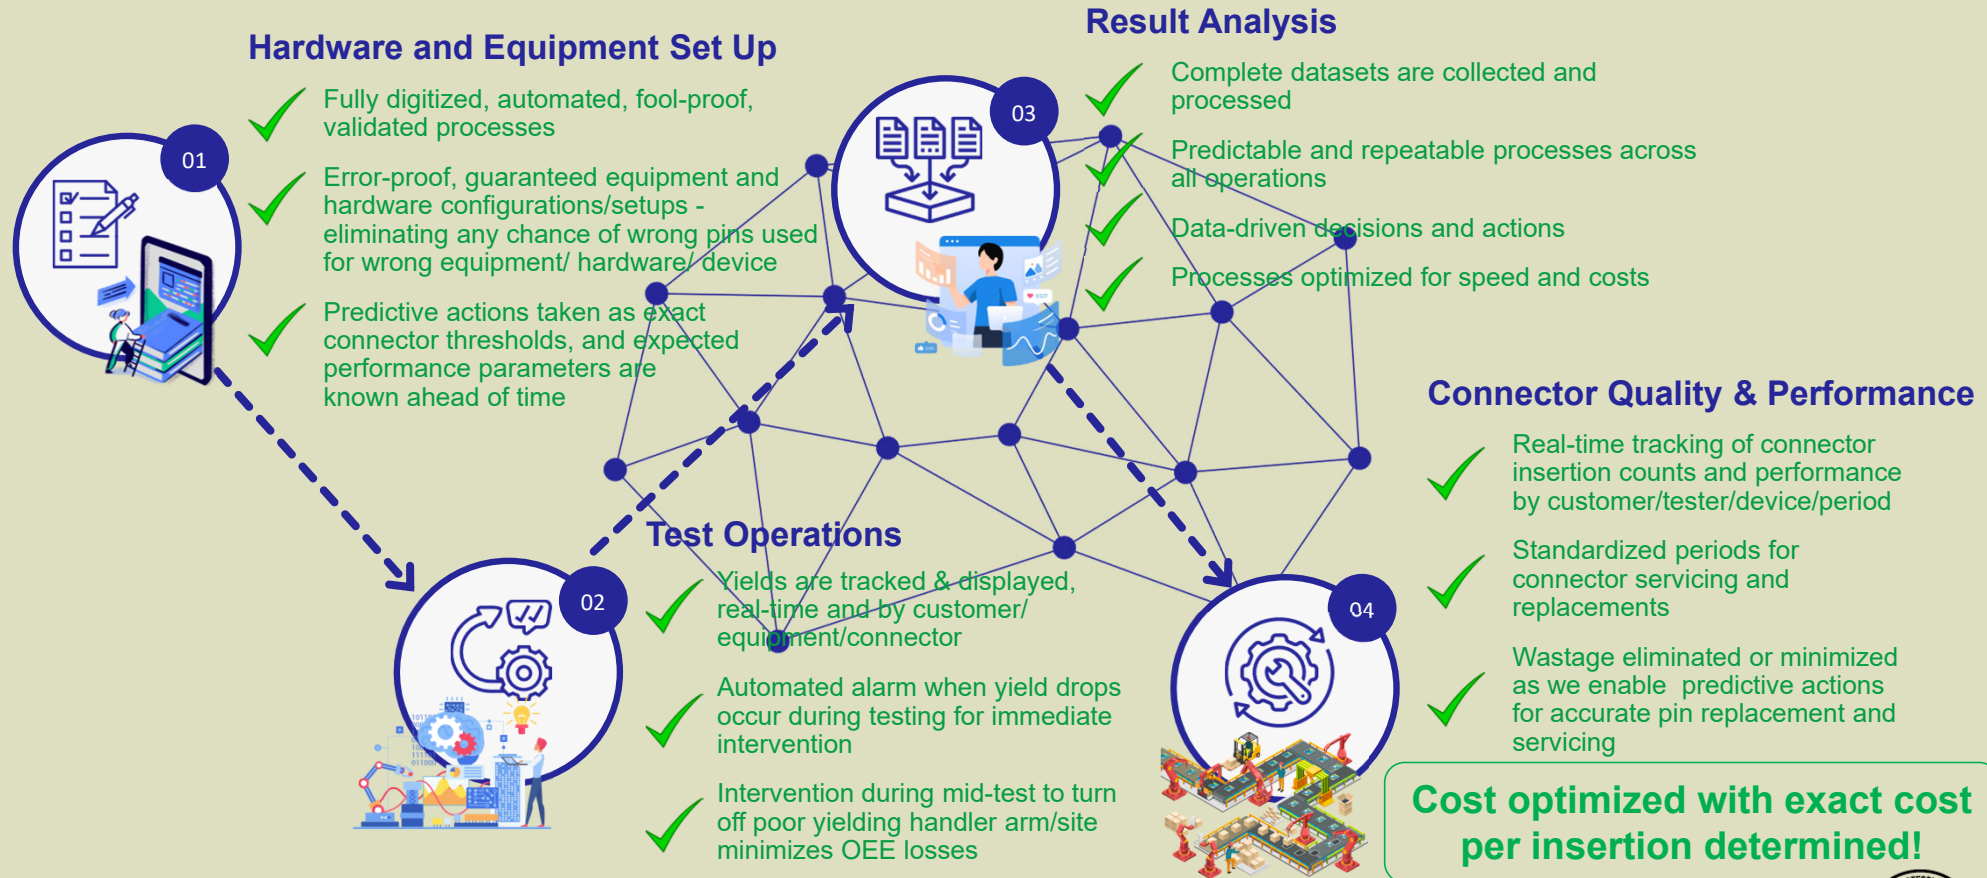 Hardware and Equipment Set Up
01
Fully digitized, automated, fool-proof,
validated processes
Error-proof, guaranteed equipment and
hardware configurations/setups -
eliminating any chance of wrong pins used
for wrong equipment/ hardware/ device
Predictive actions taken as exact
connector thresholds, and expected
performance parameters are
known ahead of time
02
Test Operations
Yields are tracked & displayed,
real-time and by customer/
equipment/connector
Automated alarm when yield drops
occur during testing for immediate
intervention
Intervention during mid-test to turn
off poor yielding handler arm/site
minimizes OEE losses
03
Result Analysis
Complete datasets are collected and
processed
Predictable and repeatable processes across
all operations
Data-driven decisions and actions
Processes optimized for speed and costs
04
Connector Quality & Performance
Real-time tracking of connector
insertion counts and performance
by customer/tester/device/period
Standardized periods for
connector servicing and
replacements
Wastage eliminated or minimized
as we enable  predictive actions
for accurate pin replacement and
servicing
Cost optimized with exact cost
per insertion determined!